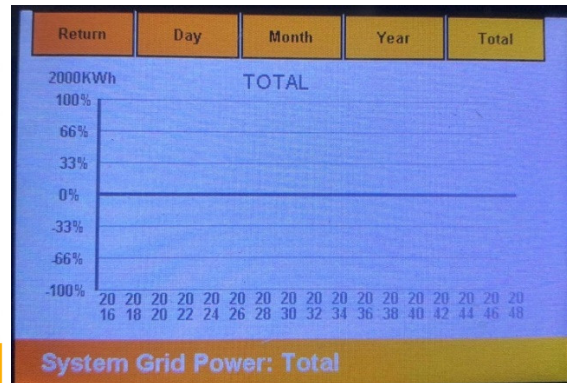 Return Day Month Year Total
2000KWh TOTAL
100%
66%
33%
0%
-33%
-66%
-100%
20 20 20 20 20 20 20 20 20 20 20 20 20 20 20 20 20
16 18 20 22 24 26 28 30 32 34 36 38 40 42 44 46 48
System Grid Power: Total